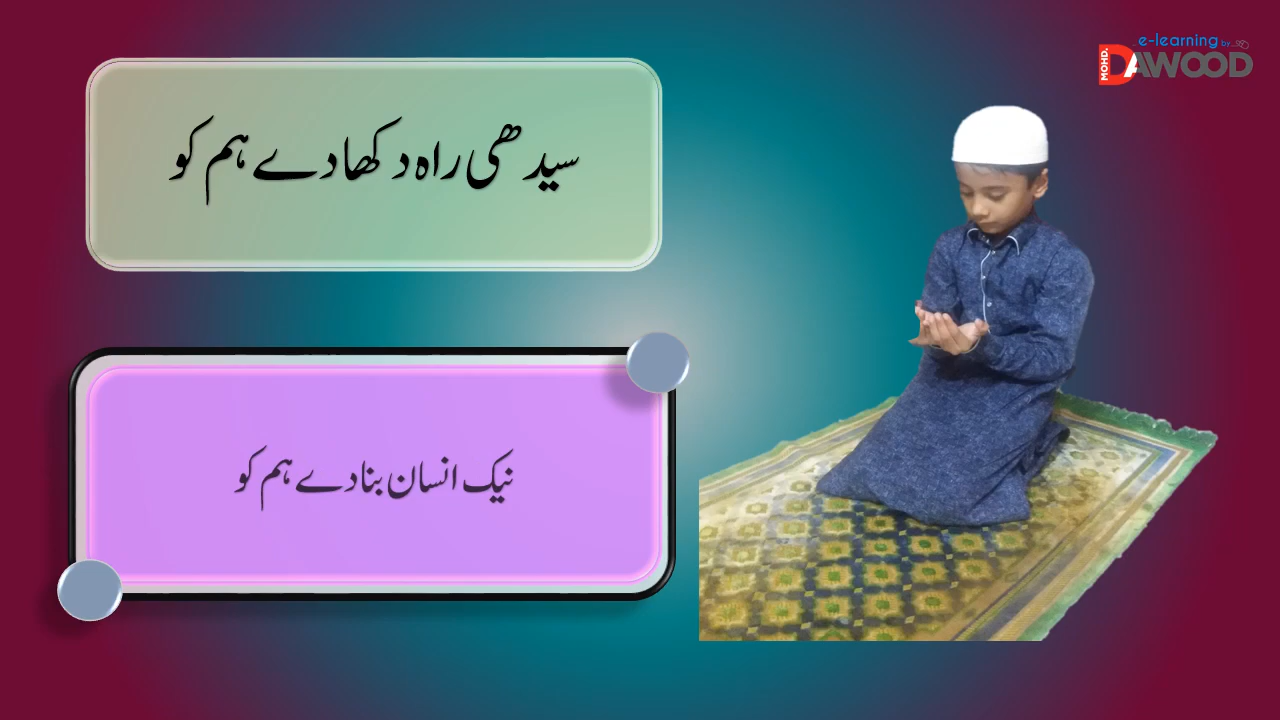 e-learning by
MOHD. DAWOOD
سیدھی راہ دکھا دے ہم کو
نیک انسان بنا دے ہم کو